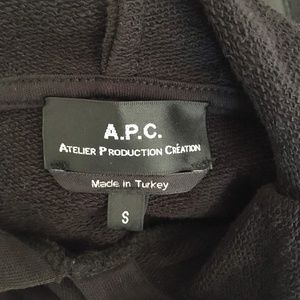 A.P.C.
ATELIER PRODUCTION CRÉATION
Made in Turkey
S